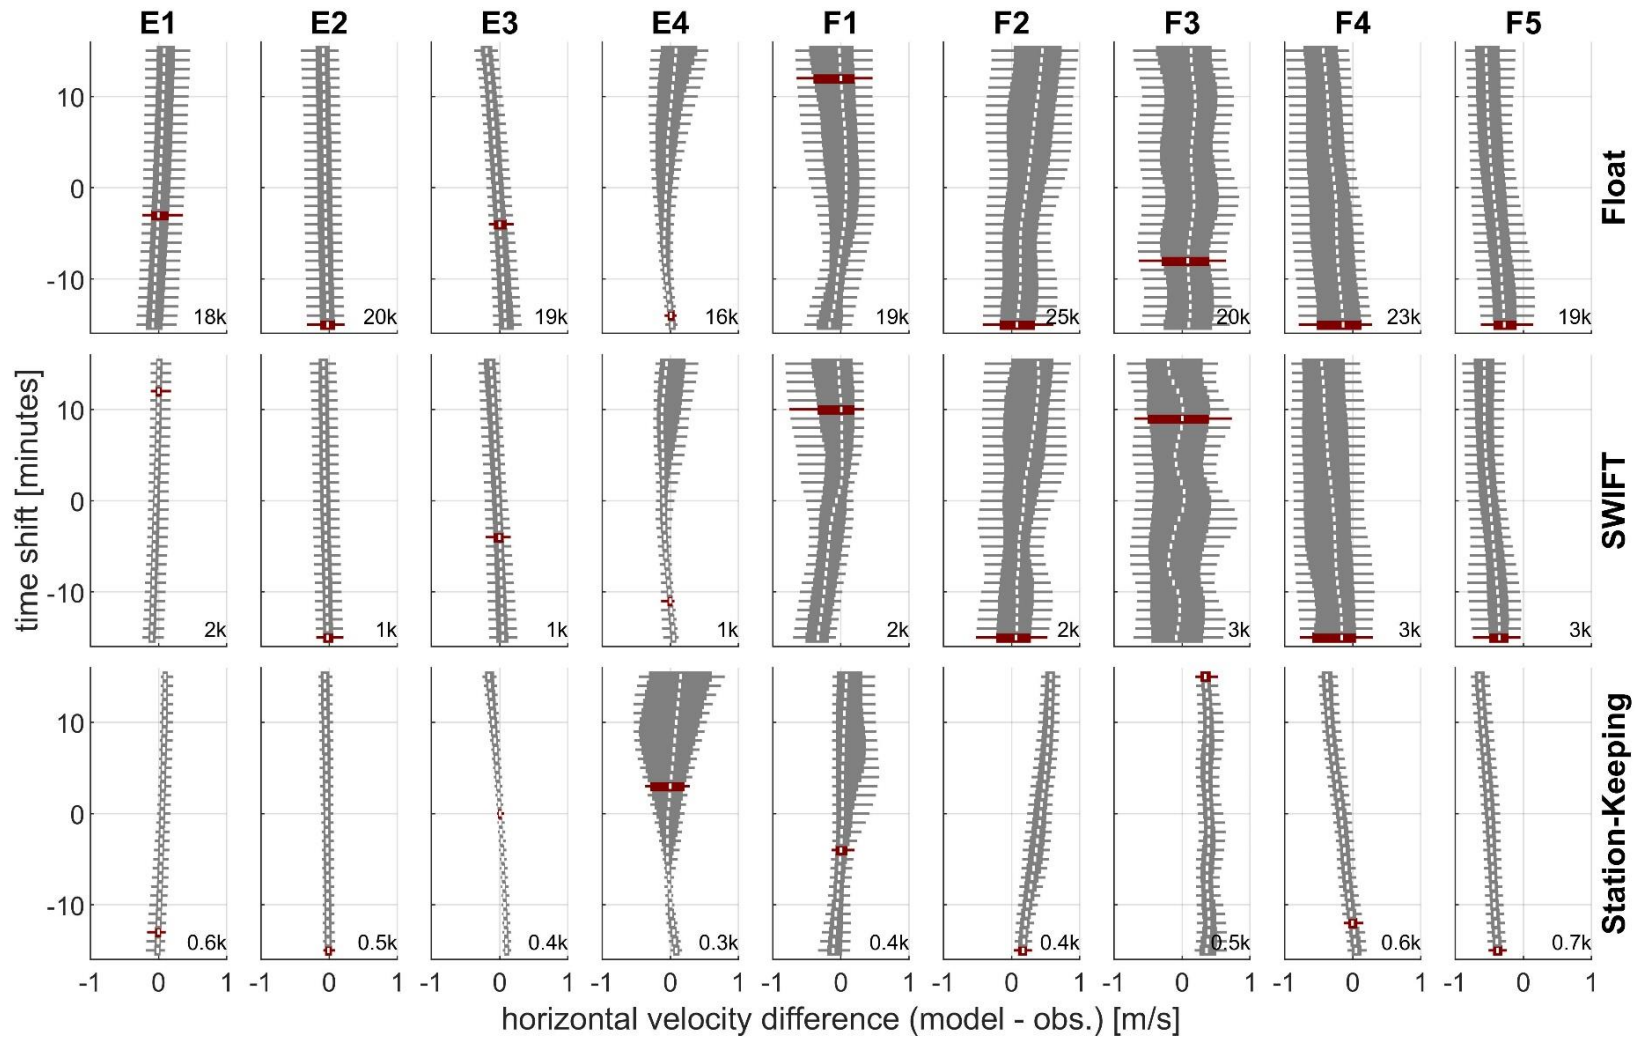 E1 E2 E3 E4 F1 F2 F3 F4 F5
10
0
-10
18k 20k 19k 16k 19k 25k 20k 23k 19k
Float
10
0
-10
2k 1k 1k 1k 2k 2k 3k 3k 3k
SWIFT
time shift [minutes]
10
0
-10
0.6k 0.5k 0.4k 0.3k 0.4k 0.4k 0.5k 0.6k 0.7k
Station-Keeping
-1 0 1 -1 0 1 -1 0 1 -1 0 1 -1 0 1 -1 0 1 -1 0 1 -1 0 1 -1 0 1
horizontal velocity difference (model - obs.) [m/s]